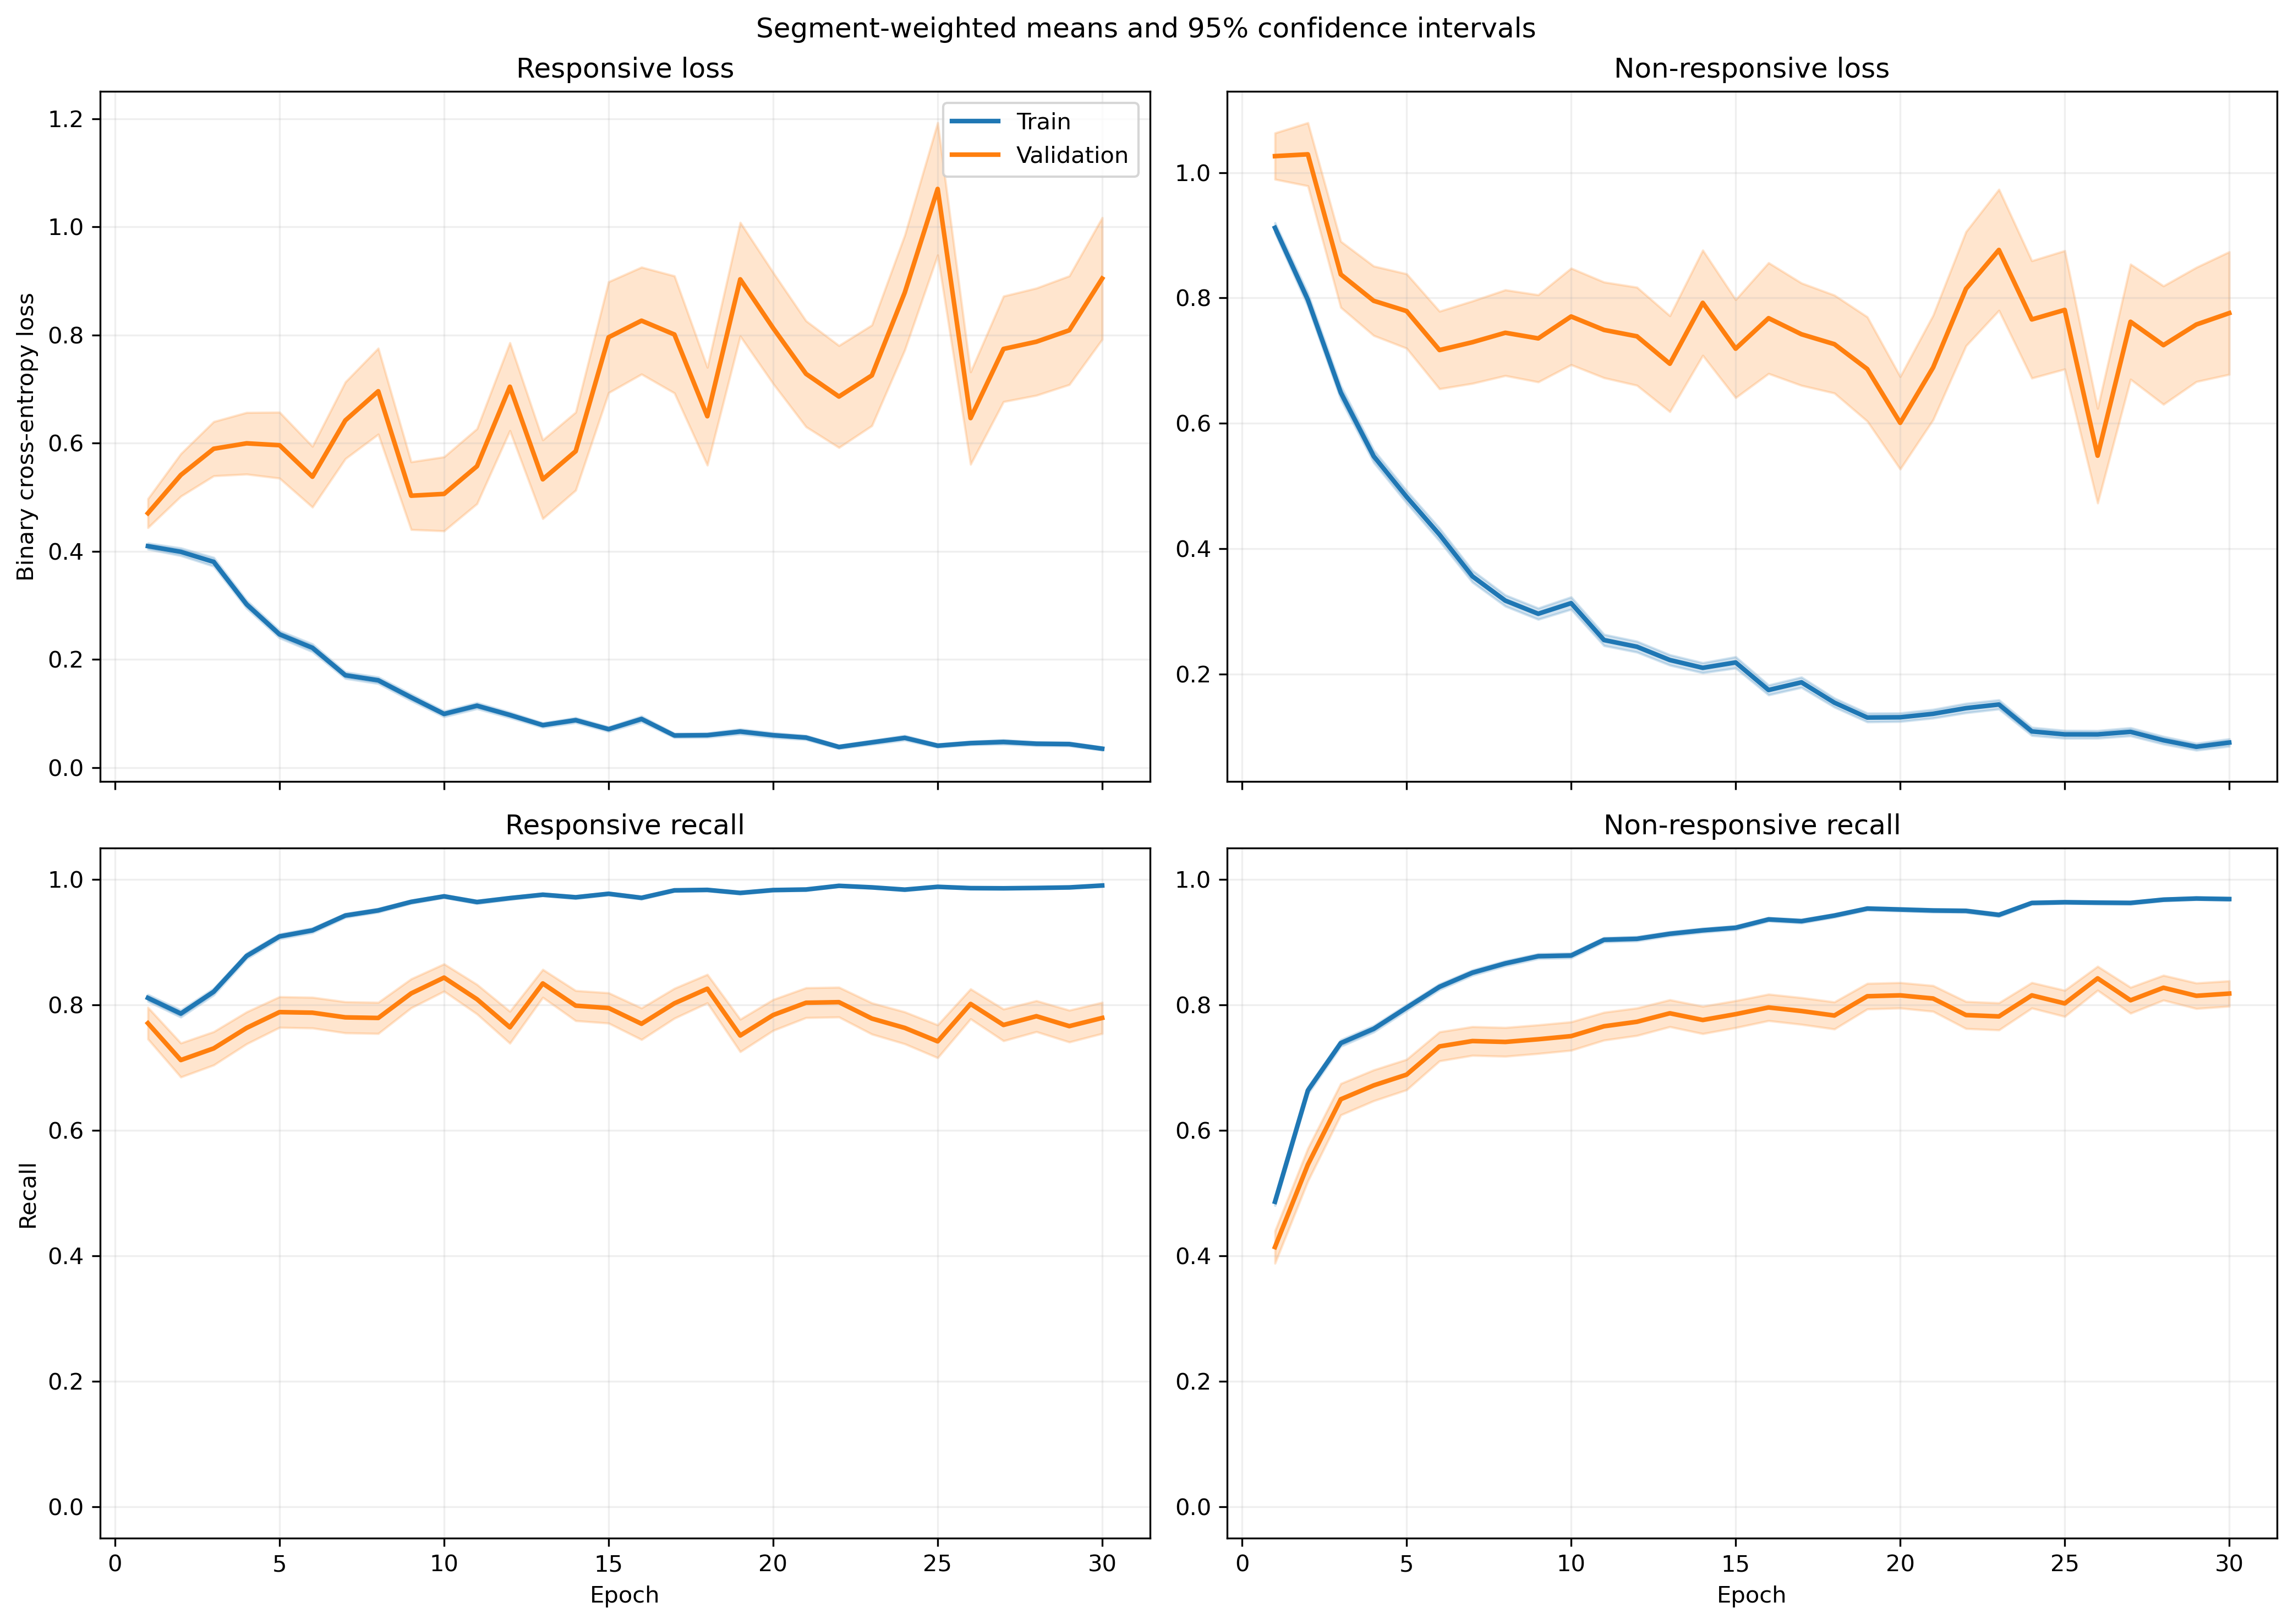 Segment-weighted means and 95% confidence intervals
Responsive loss
Non-responsive loss
Train
Validation
Binary cross-entropy loss
1.2
1.0
0.8
0.6
0.4
0.2
0.0
1.0
0.8
0.6
0.4
0.2
Responsive recall
Non-responsive recall
Recall
1.0
0.8
0.6
0.4
0.2
0.0
0 5 10 15 20 25 30
Epoch
1.0
0.8
0.6
0.4
0.2
0.0
0 5 10 15 20 25 30
Epoch